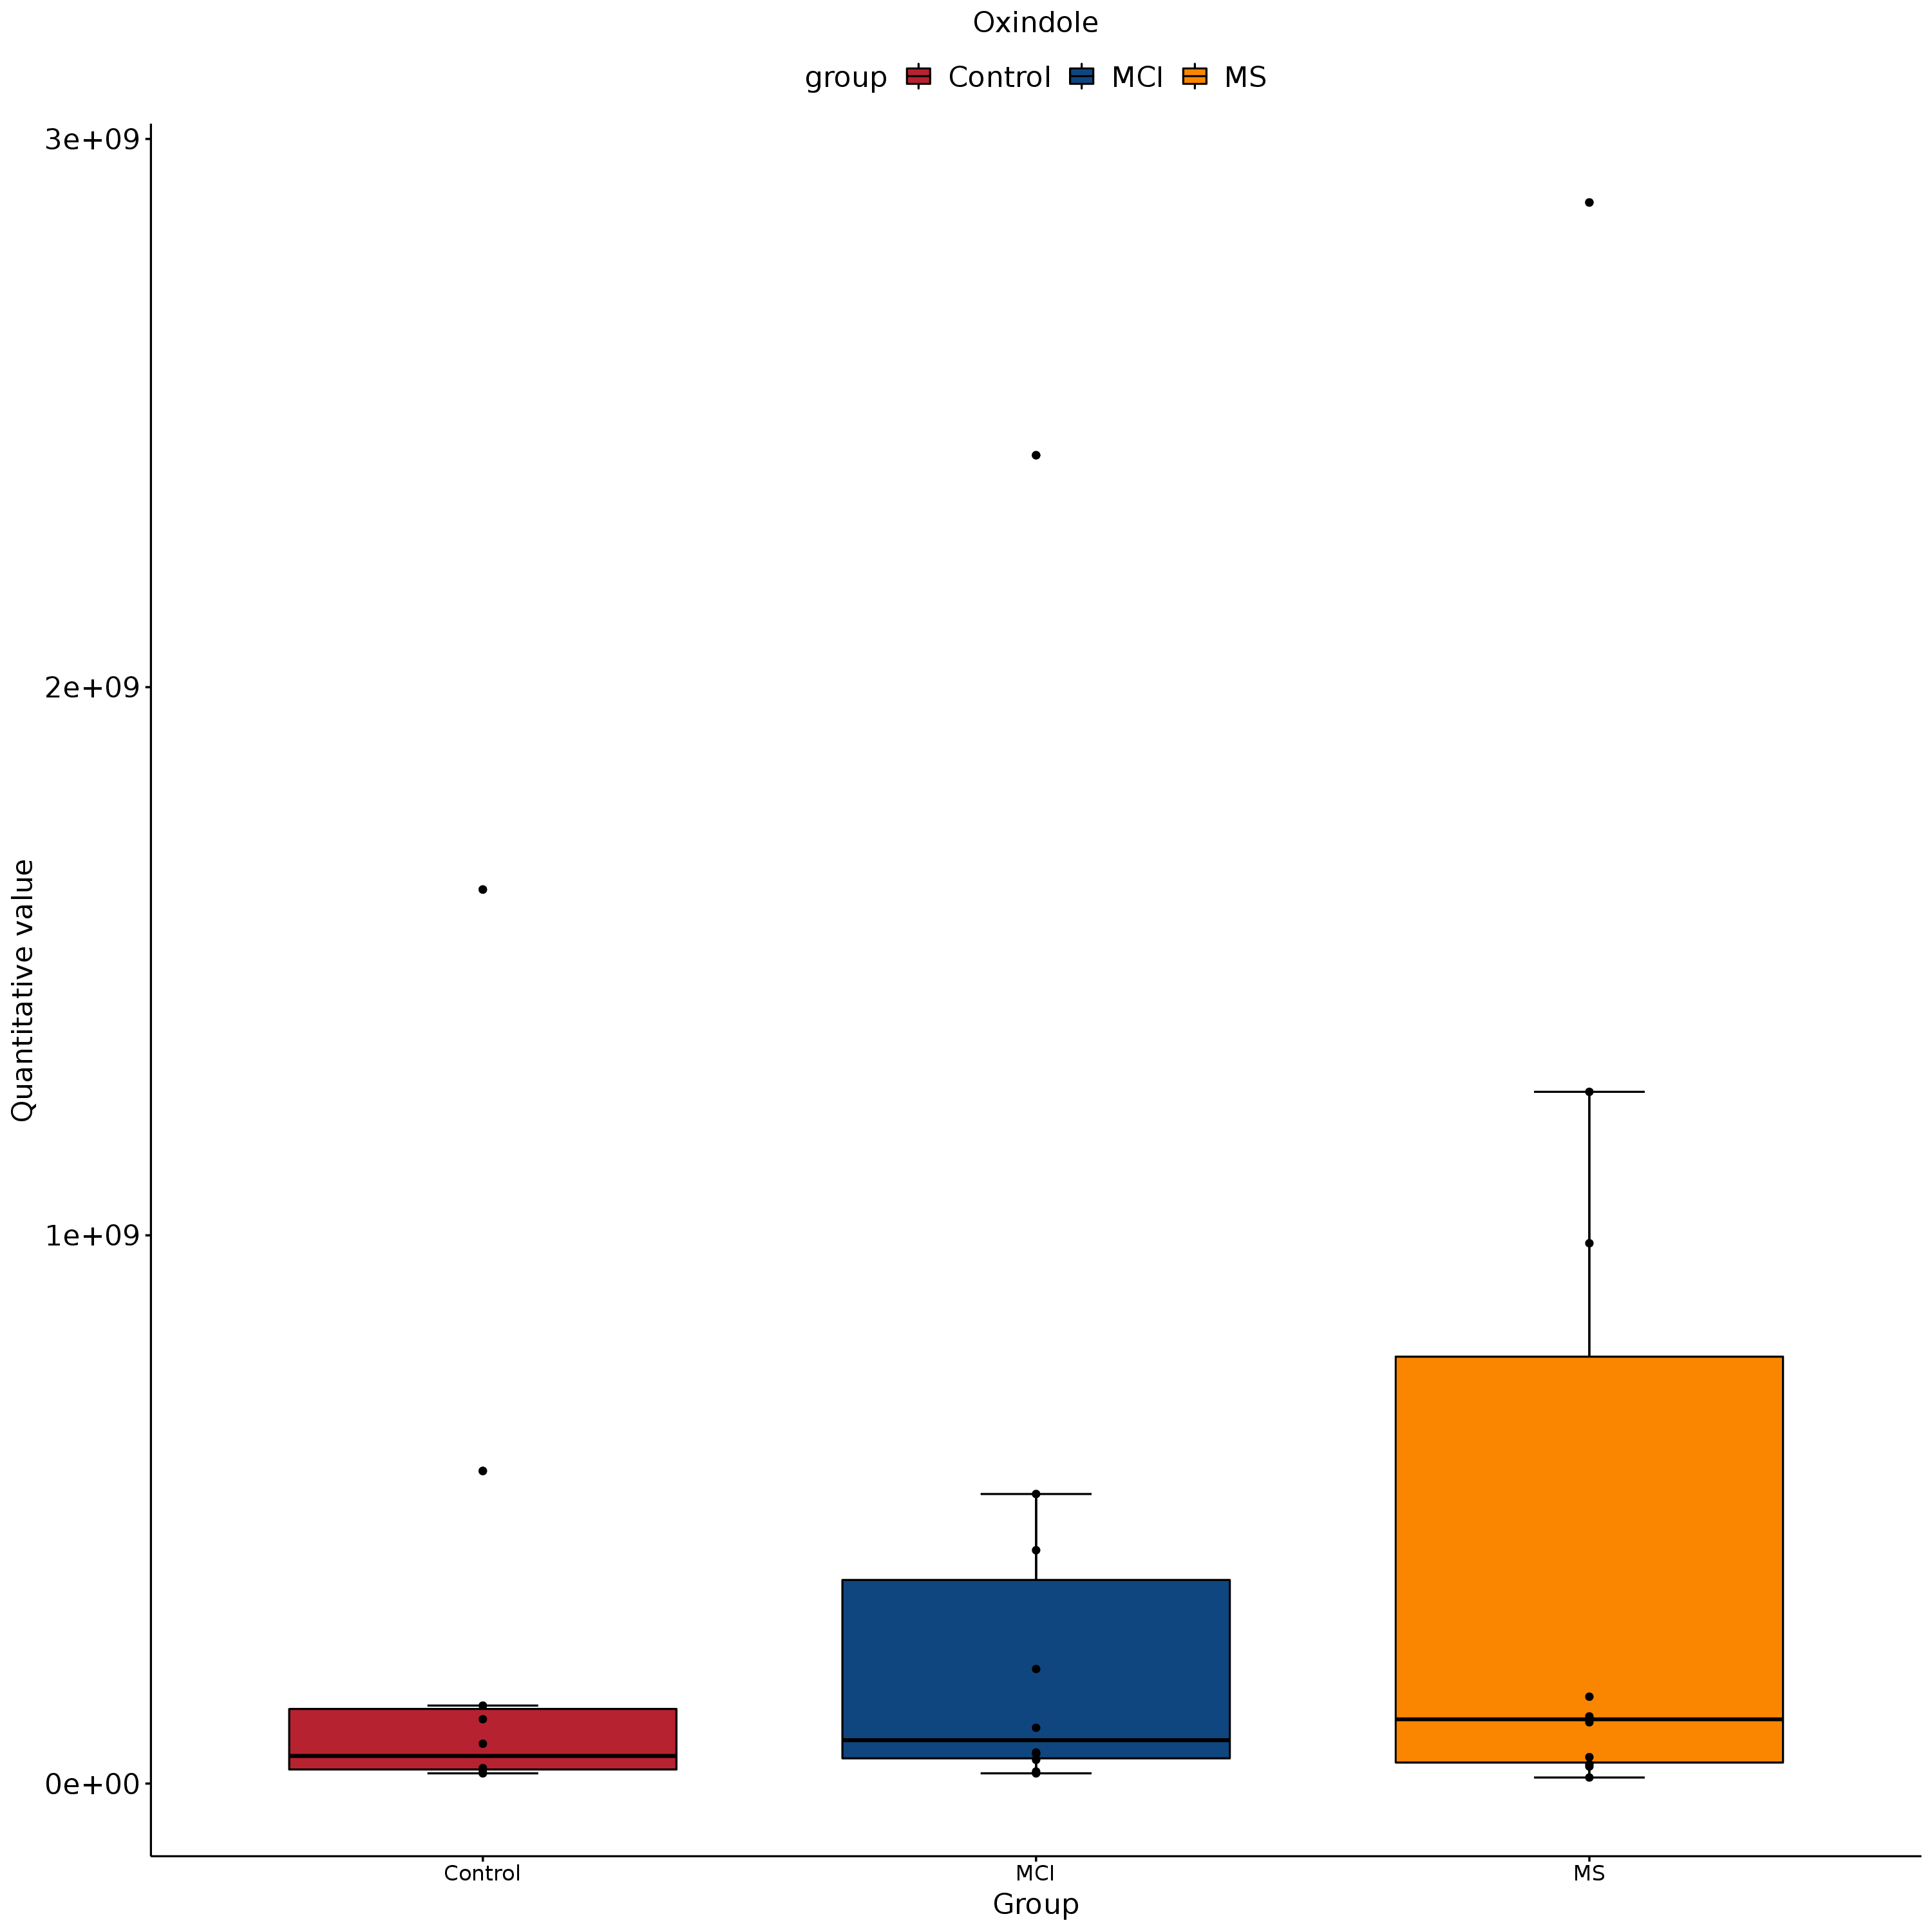 Oxindole
group Control MCI MS
3e+09
2e+09
1e+09
0e+00
Quantitative value
Control MCI MS
Group